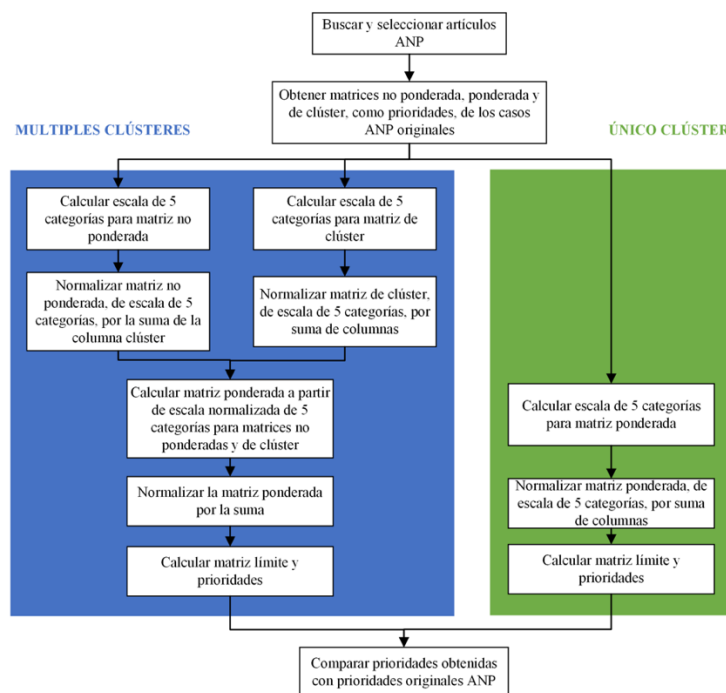 Buscar y seleccionar artículos
ANP
Obtener matrices no ponderada, ponderada y
de clúster, como prioridades, de los casos
ANP originales
MULTIPLES CLÚSTERES
ÚNICO CLÚSTER
Calcular escala de 5
categorías para matriz no
ponderada
Calcular escala de 5
categorías para matriz de
clúster
Normalizar matriz no
ponderada, de escala de 5
categorías, por la suma de la
columna clúster
Normalizar matriz de clúster,
de escala de 5 categorías, por
suma de columnas
Calcular matriz ponderada a partir
de escala normalizada de 5
categorías para matrices no
ponderadas y de clúster
Calcular escala de 5 categorías
para matriz ponderada
Normalizar la matriz ponderada
por la suma
Normalizar matriz ponderada, de
escala de 5 categorías, por suma
de columnas
Calcular matriz límite y
prioridades
Calcular matriz límite y
prioridades
Comparar prioridades obtenidas
con prioridades originales ANP